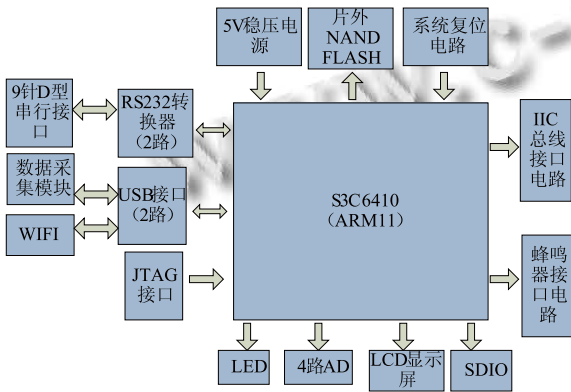 5V稳压电
源
片外
NAND
FLASH
系统复位
电路
9针D型
串行接
口
RS232转
换器
(2路)
数据采
集模块
USB接口
(2路)
WIFI
JTAG
接口
S3C6410
(ARM11)
IIC
总线
接口
电路
蜂鸣
器接
口电
路
LED
4路AD
LCD显示
屏
SDIO